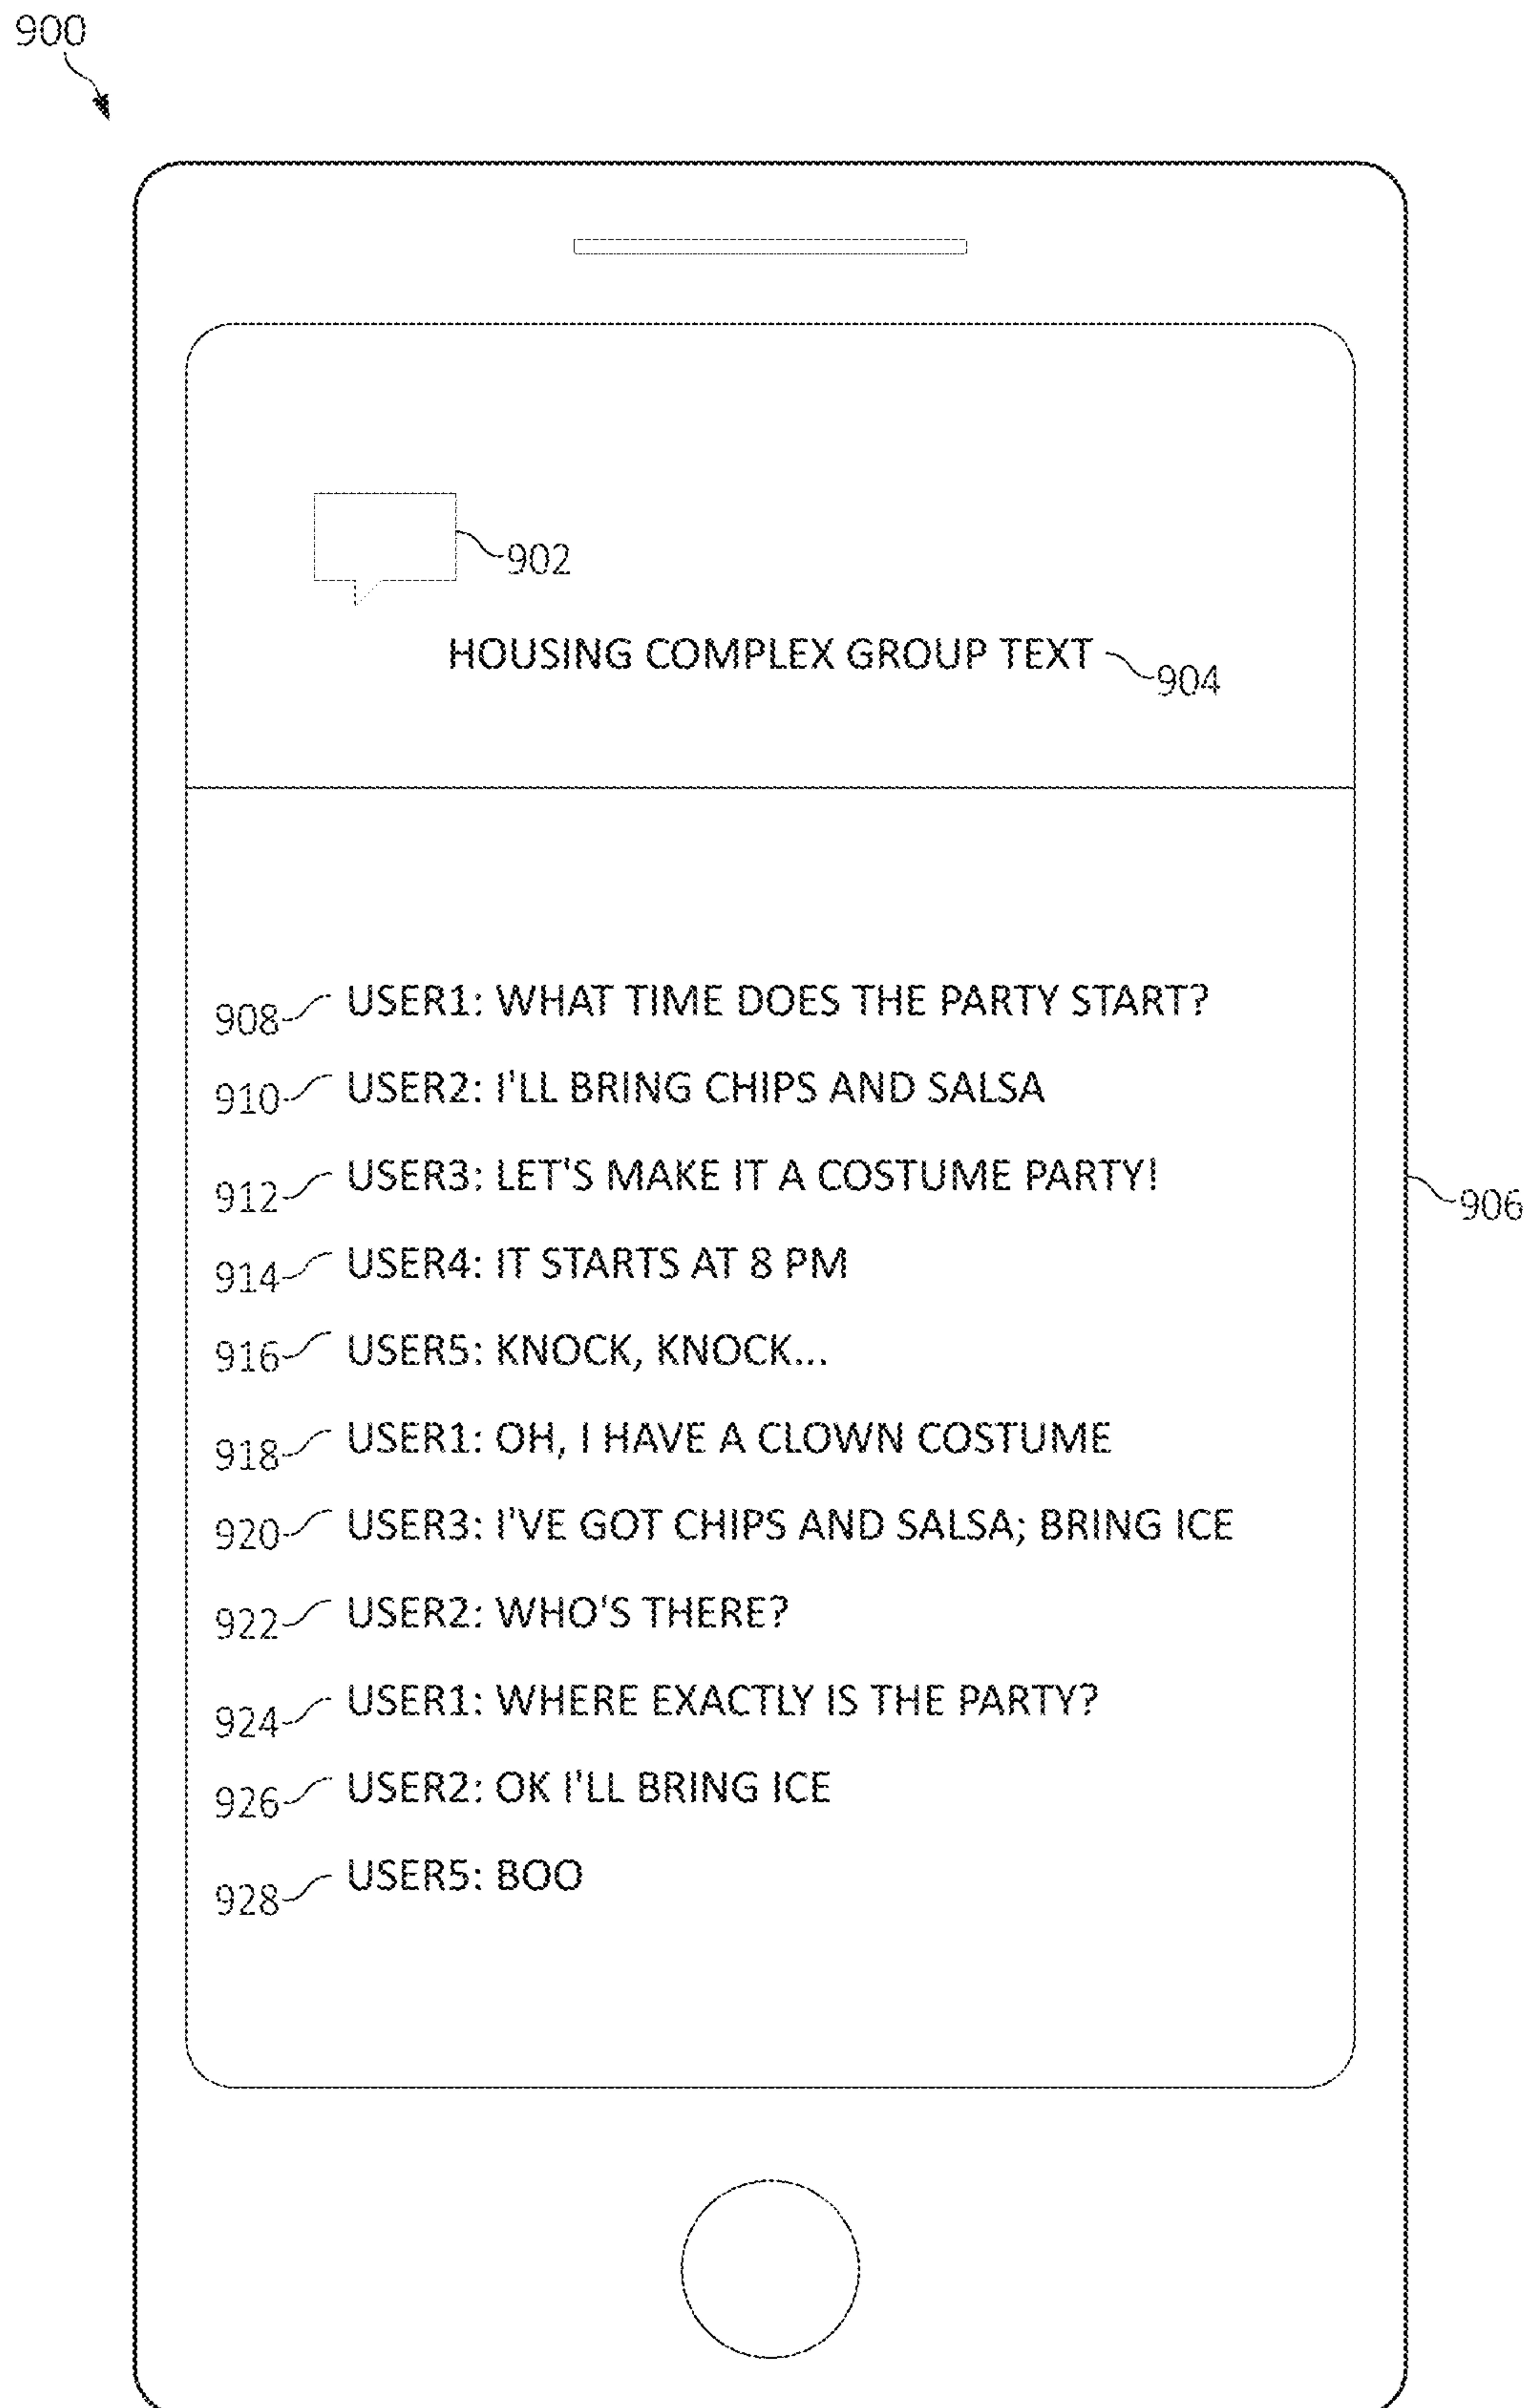 900
902
HOUSING COMPLEX GROUP TEXT 904
908 USER1: WHAT TIME DOES THE PARTY START?
910 USER2: I'LL BRING CHIPS AND SALSA
912 USER3: LET'S MAKE IT A COSTUME PARTY!
906
914 USER4: IT STARTS AT 8 PM
916 USER5: KNOCK, KNOCK...
918 USER1: OH, I HAVE A CLOWN COSTUME
920 USER3: I'VE GOT CHIPS AND SALSA; BRING ICE
922 USER2: WHO'S THERE?
924 USER1: WHERE EXACTLY IS THE PARTY?
926 USER2: OK I'LL BRING ICE
928 USER5: BOO